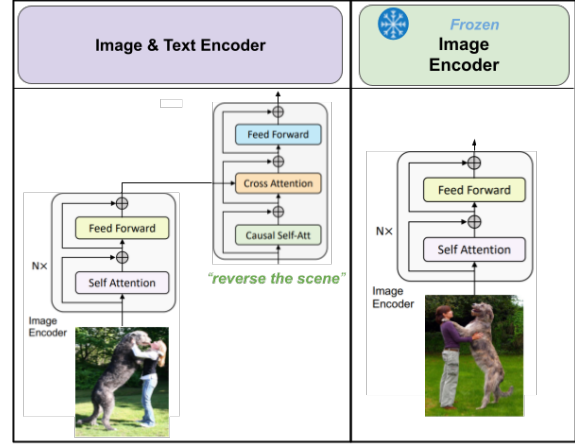 Image & Text Encoder
Frozen
Image
Encoder
Feed Forward
Cross Attention
Causal Self-Att
"reverse the scene"
Feed Forward
N×
Self Attention
Image
Encoder
Feed Forward
N×
Self Attention
Image
Encoder